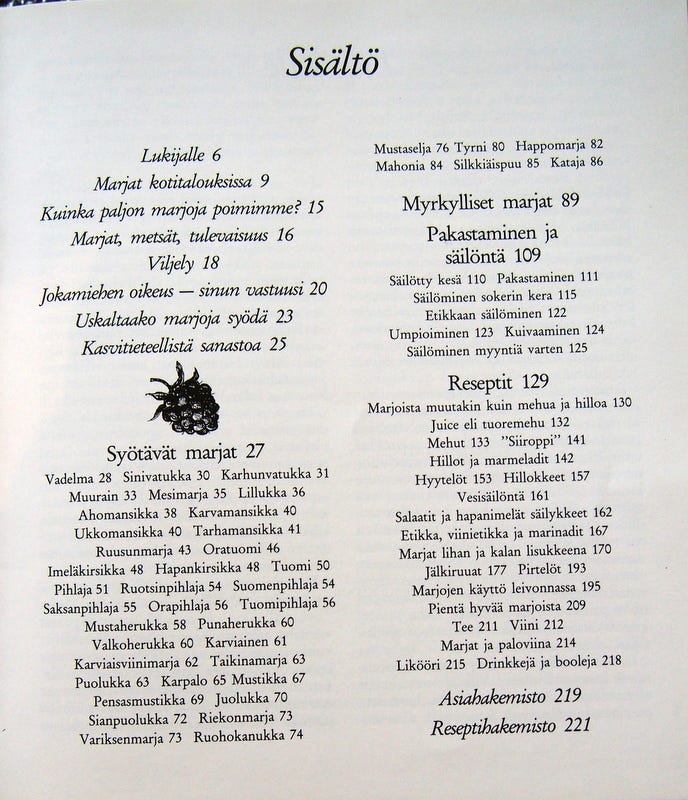 Sisältö
Lukijalle 6
Marjat kotitalouksissa 9
Kuinka paljon marjoja poimimme? 15
Marjat, metsät, tulevaisuus 16
Viljely 18
Jokamiehen oikeus — sinun vastuusi 20
Uskaltaako marjoja syödä 23
Kasvitieteellistä sanastoa 25
Syötävät marjat 27
Vadelma 28 Sinivatukka 30 Karhunvatukka 31
Muurain 33 Mesimarja 35 Lillukka 36
Ahomansikka 38 Karvamansikka 40
Ukkomansikka 40 Tarhamansikka 41
Ruusunmarja 43 Oratuomi 46
Imeläkirsikka 48 Hapankirsikka 48 Tuomi 50
Pihlaja 51 Ruotsinpihlaja 54 Suomenpihlaja 54
Saksanpihlaja 55 Orapihlaja 56 Tuomipihlaja 56
Mustaherukka 58 Punaherukka 60
Valkoherukka 60 Karviainen 61
Karviaisviinimarja 62 Taikinamarja 63
Puolukka 63 Karpalo 65 Mustikka 67
Pensasmustikka 69 Juolukka 70
Sianpuolukka 72 Riekonmarja 73
Variksenmarja 73 Ruohokanukka 74
Mustaselja 76 Tyrni 80 Happomarja 82
Mahonia 84 Silkkiäispuu 85 Kataja 86
Myrkylliset marjat 89
Pakastaminen ja
säilöntä 109
Säilötty kesä 110 Pakastaminen 111
Säilöminen sokerin kera 115
Etikkaan säilöminen 122
Umpioiminen 123 Kuivaaminen 124
Säilöminen myyntiä varten 125
Reseptit 129
Marjoista muutakin kuin mehua ja hilloa 130
Juice eli tuoremehu 132
Mehut 133 ”Siiroppi” 141
Hillot ja marmeladit 142
Hyytelöt 153 Hillokkeet 157
Vesisäilöntä 161
Salaatit ja hapanimelät säilykkeet 162
Etikka, viinietikka ja marinadit 167
Marjat lihan ja kalan lisukkeena 170
Jälkiruuat 177 Pirtelöt 193
Marjojen käyttö leivonnassa 195
Pientä hyvää marjoista 209
Tee 211 Viini 212
Marjat ja paloviina 214
Likööri 215 Drinkkejä ja booleja 218
Asiahakemisto 219
Reseptihakemisto 221